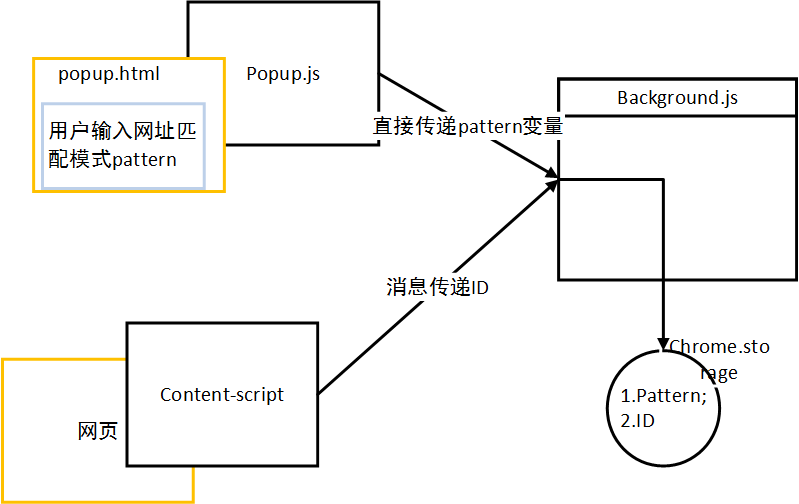 popup.html
Popup.js
用户输入网址匹
配模式pattern
直接传递pattern变量
Background.js
消息传递ID
Content-script
网页
Chrome.sto
rage
1.Pattern;
2.ID